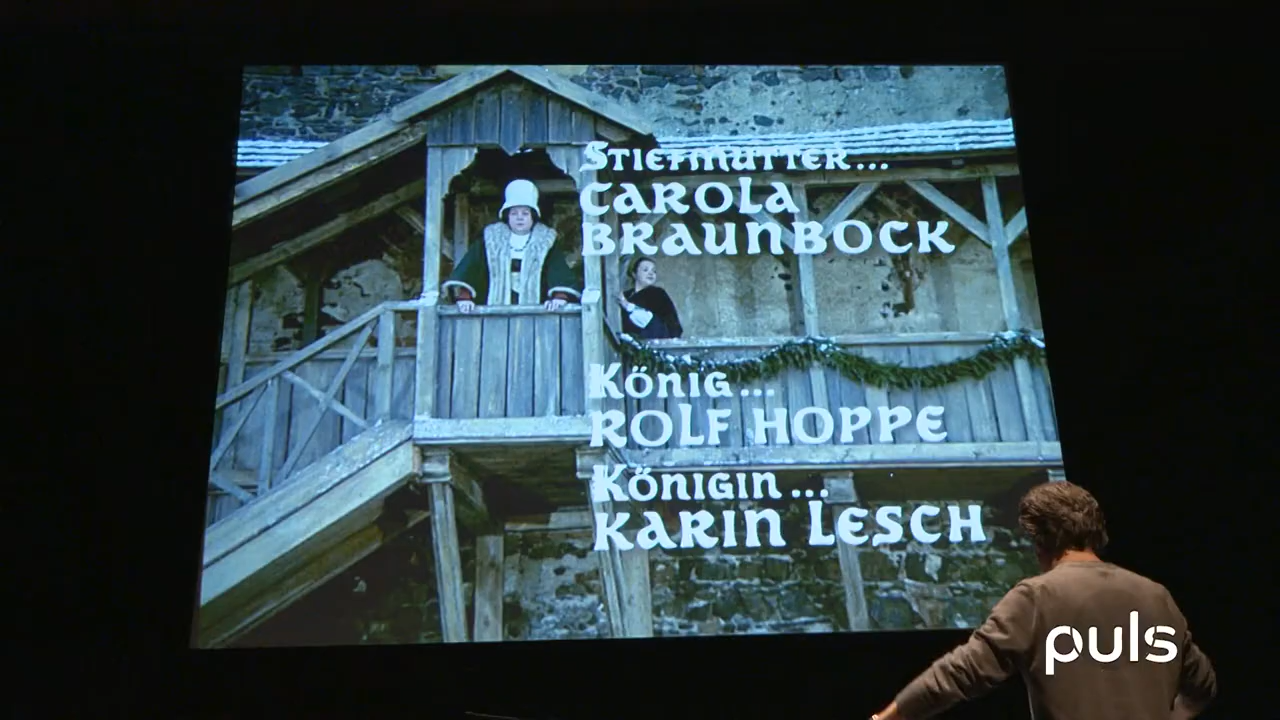 Stiefmutter...
CAROLA
BRAUNBOCK
König...
ROLF HOPPE
Königin...
KARIN LESCH
puls